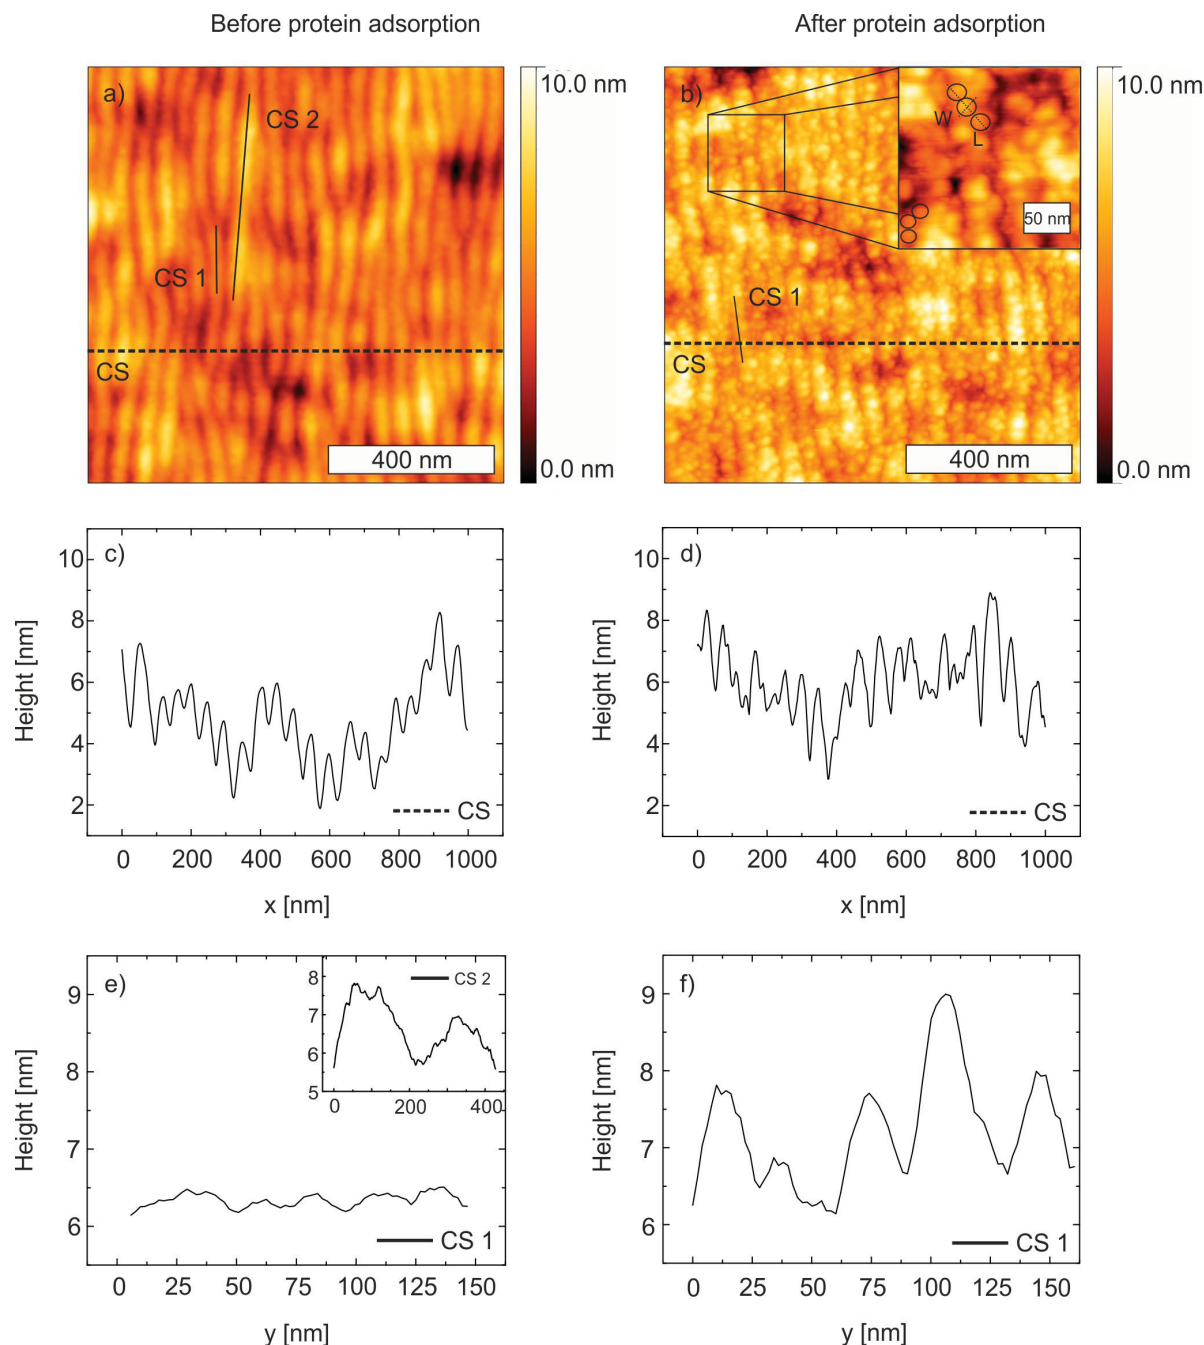 Before protein adsorption
After protein adsorption
a)
CS 2
CS 1
CS
400 nm
10.0 nm
0.0 nm
b)
W
L
50 nm
CS 1
CS
400 nm
10.0 nm
0.0 nm
c)
Height [nm]
10
8
6
4
2
CS
0 200 400 600 800 1000
x [nm]
d)
Height [nm]
10
8
6
4
2
CS
0 200 400 600 800 1000
x [nm]
e)
Height [nm]
9
8
7
6
CS 2
8
7
6
5
0 200 400
CS 1
0 25 50 75 100 125 150
y [nm]
f)
Height [nm]
9
8
7
6
CS 1
0 25 50 75 100 125 150
y [nm]